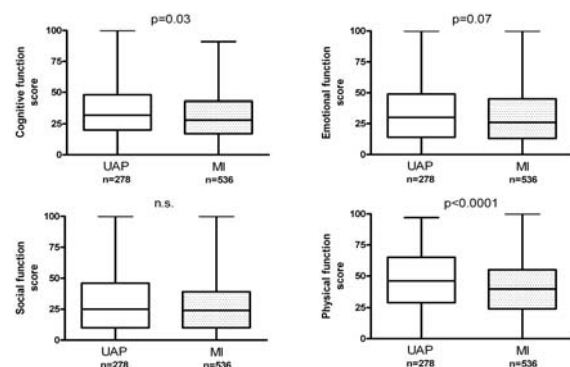 p=0.03
Cognitive function
score
100
75
50
25
0
UAP
n=278
MI
n=536
p=0.07
Emotional function
score
100
75
50
25
0
UAP
n=278
MI
n=536
n.s.
Social function
score
100
75
50
25
0
UAP
n=278
MI
n=536
p<0.0001
Physical function
score
100
75
50
25
0
UAP
n=278
MI
n=536